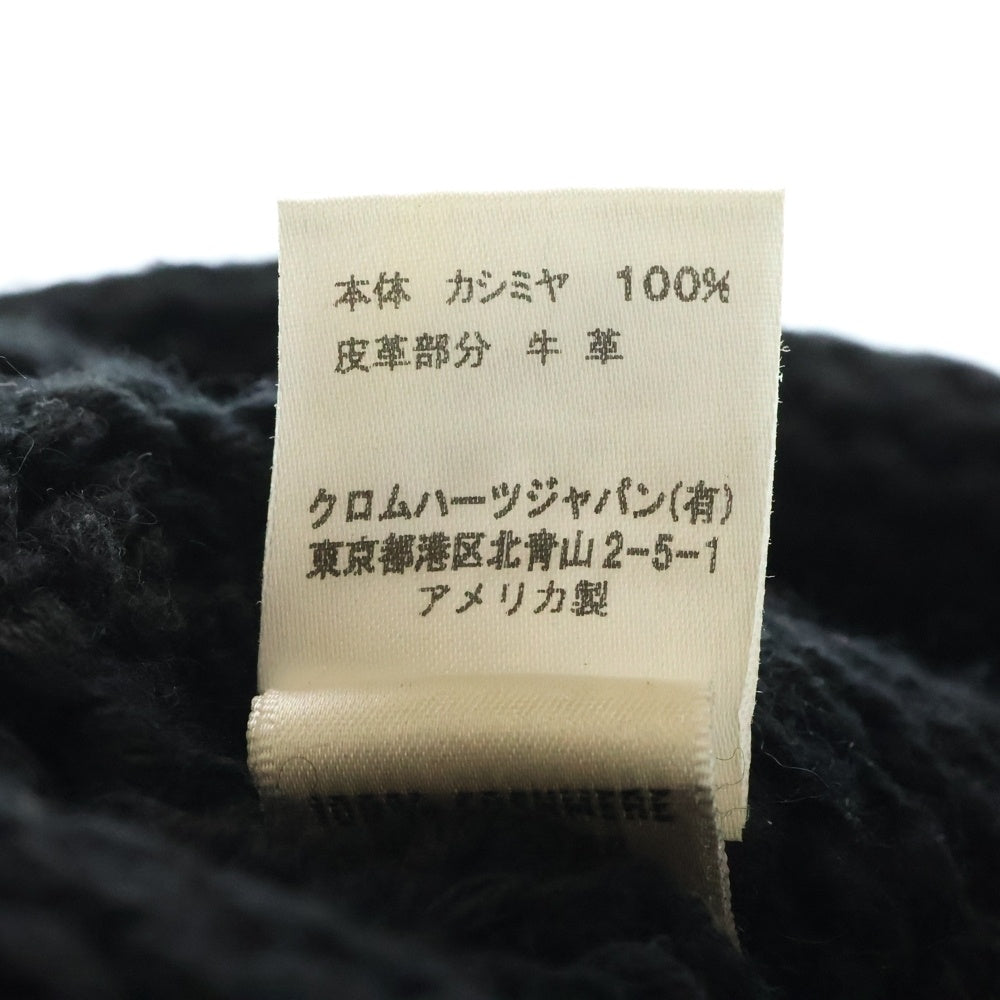 本体 カシミヤ 100%
皮革部分 牛 革
クロムハーツジャパン(有)
東京都港区北青山2-5-1
アメリカ製